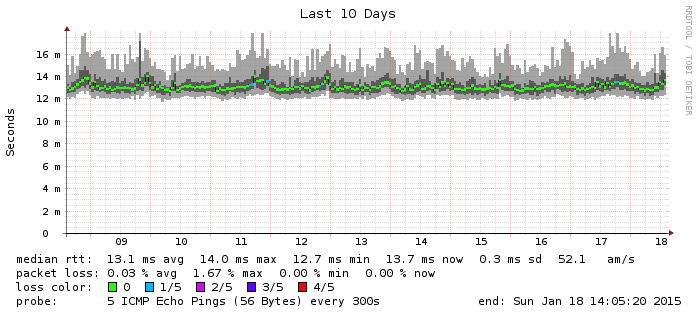 Last 10 Days
RRDTOOL / TOBI OETIKER
Seconds
16 m
14 m
12 m
10 m
8 m
6 m
4 m
2 m
0
09 10 11 12 13 14 15 16 17 18
median rtt: 13.1 ms avg 14.0 ms max 12.7 ms min 13.7 ms now 0.3 ms sd 52.1 am/s
packet loss: 0.03 % avg 1.67 % max 0.00 % min 0.00 % now
loss color: 0 1/5 2/5 3/5 4/5
probe: 5 ICMP Echo Pings (56 Bytes) every 300s end: Sun Jan 18 14:05:20 2015